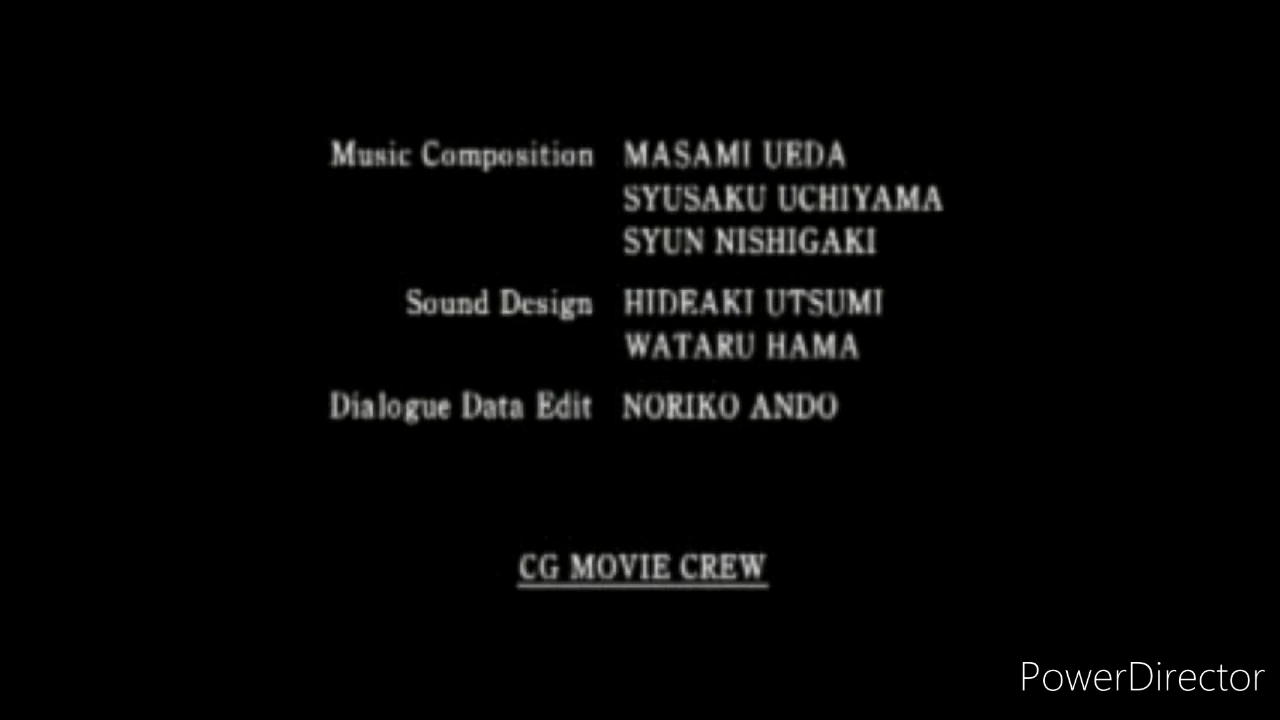 Music Composition MASAMI UEDA
SYUSAKU UCHIYAMA
SYUN NISHIGAKI
Sound Design HIDEAKI UTSUMI
WATARU HAMA
Dialogue Data Edit NORIKO ANDO
CG MOVIE CREW
PowerDirector